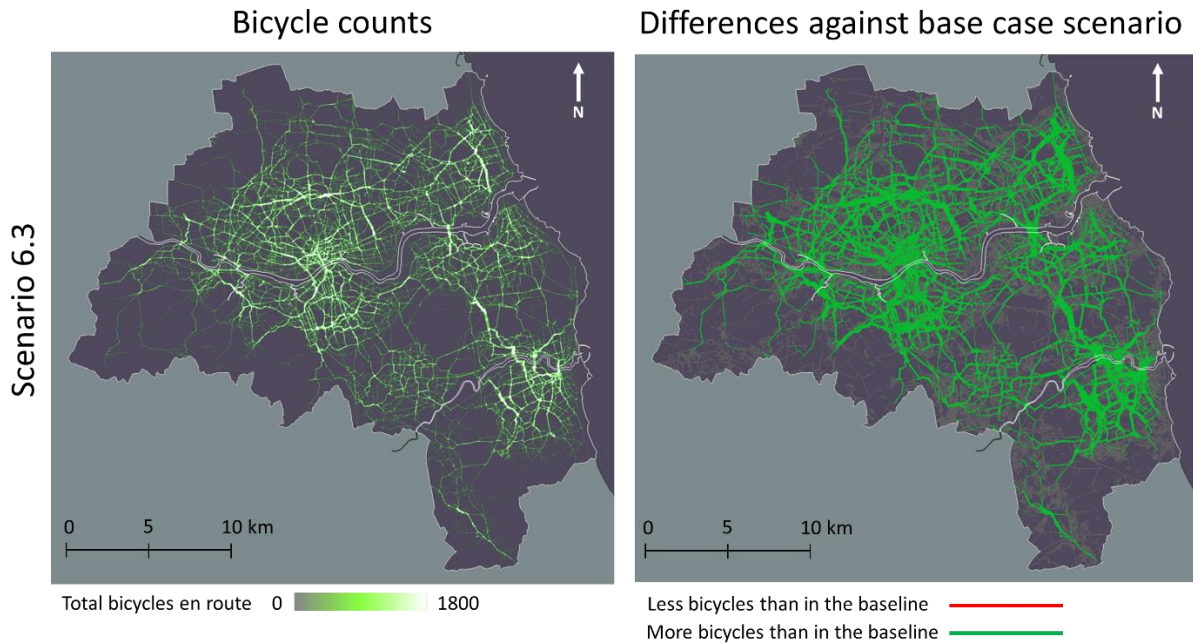 Bicycle counts
Differences against base case scenario
Scenario 6.3
N
N
0 5 10 km
0 5 10 km
Total bicycles en route 0 1800
Less bicycles than in the baseline
More bicycles than in the baseline